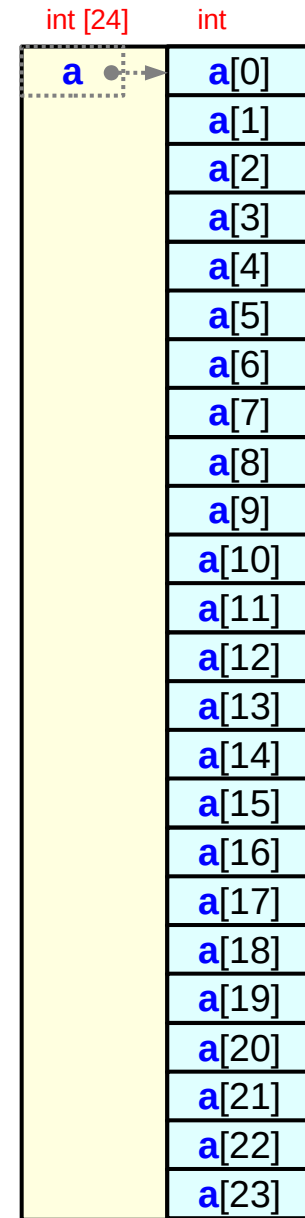 int [24] int
a a[0]
a[1]
a[2]
a[3]
a[4]
a[5]
a[6]
a[7]
a[8]
a[9]
a[10]
a[11]
a[12]
a[13]
a[14]
a[15]
a[16]
a[17]
a[18]
a[19]
a[20]
a[21]
a[22]
a[23]